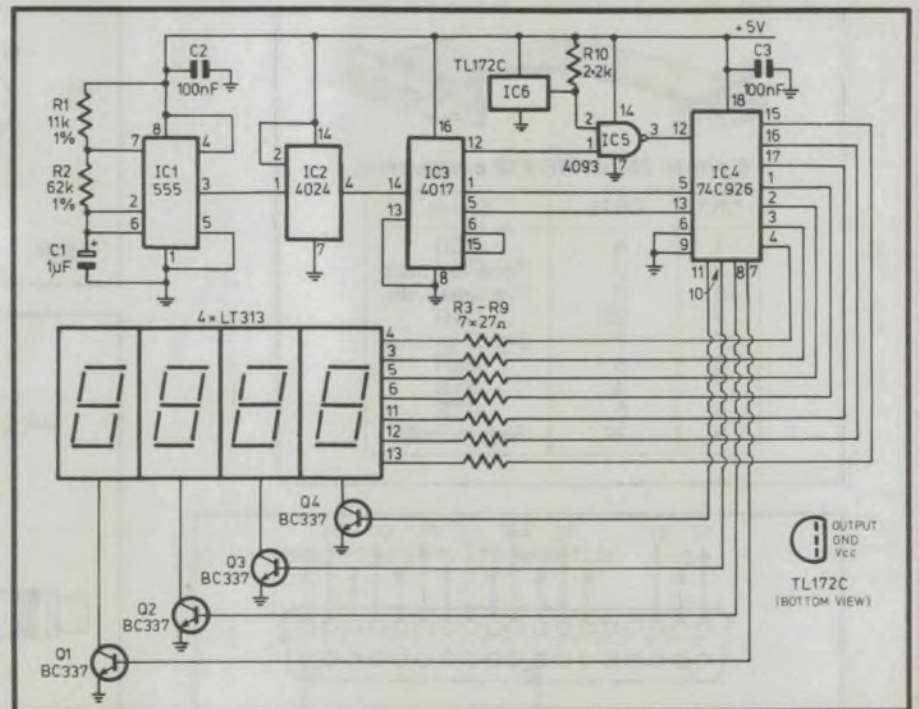 +5V
C2
100nF
R1
11k
1%
R2
62k
1%
C1
1µF
+
8
7
4
IC1
555
3
2
6
5
1
14
2
IC2
4024
1
4
7
16
12
14
IC3
4017
1
13
5
6
15
8
TL172C
IC6
R10
2·2k
2
14
1
IC5
3
4093
7
C3
100nF
18
15
12
16
17
IC4
74C926
1
5
2
13
3
6
4
9
11
10
8
7
4 × LT313
R3 – R9
7 × 27Ω
4
3
5
6
11
12
13
Q4
BC337
Q3
BC337
Q2
BC337
Q1
BC337
OUTPUT
GND
Vcc
TL172C
(BOTTOM VIEW)